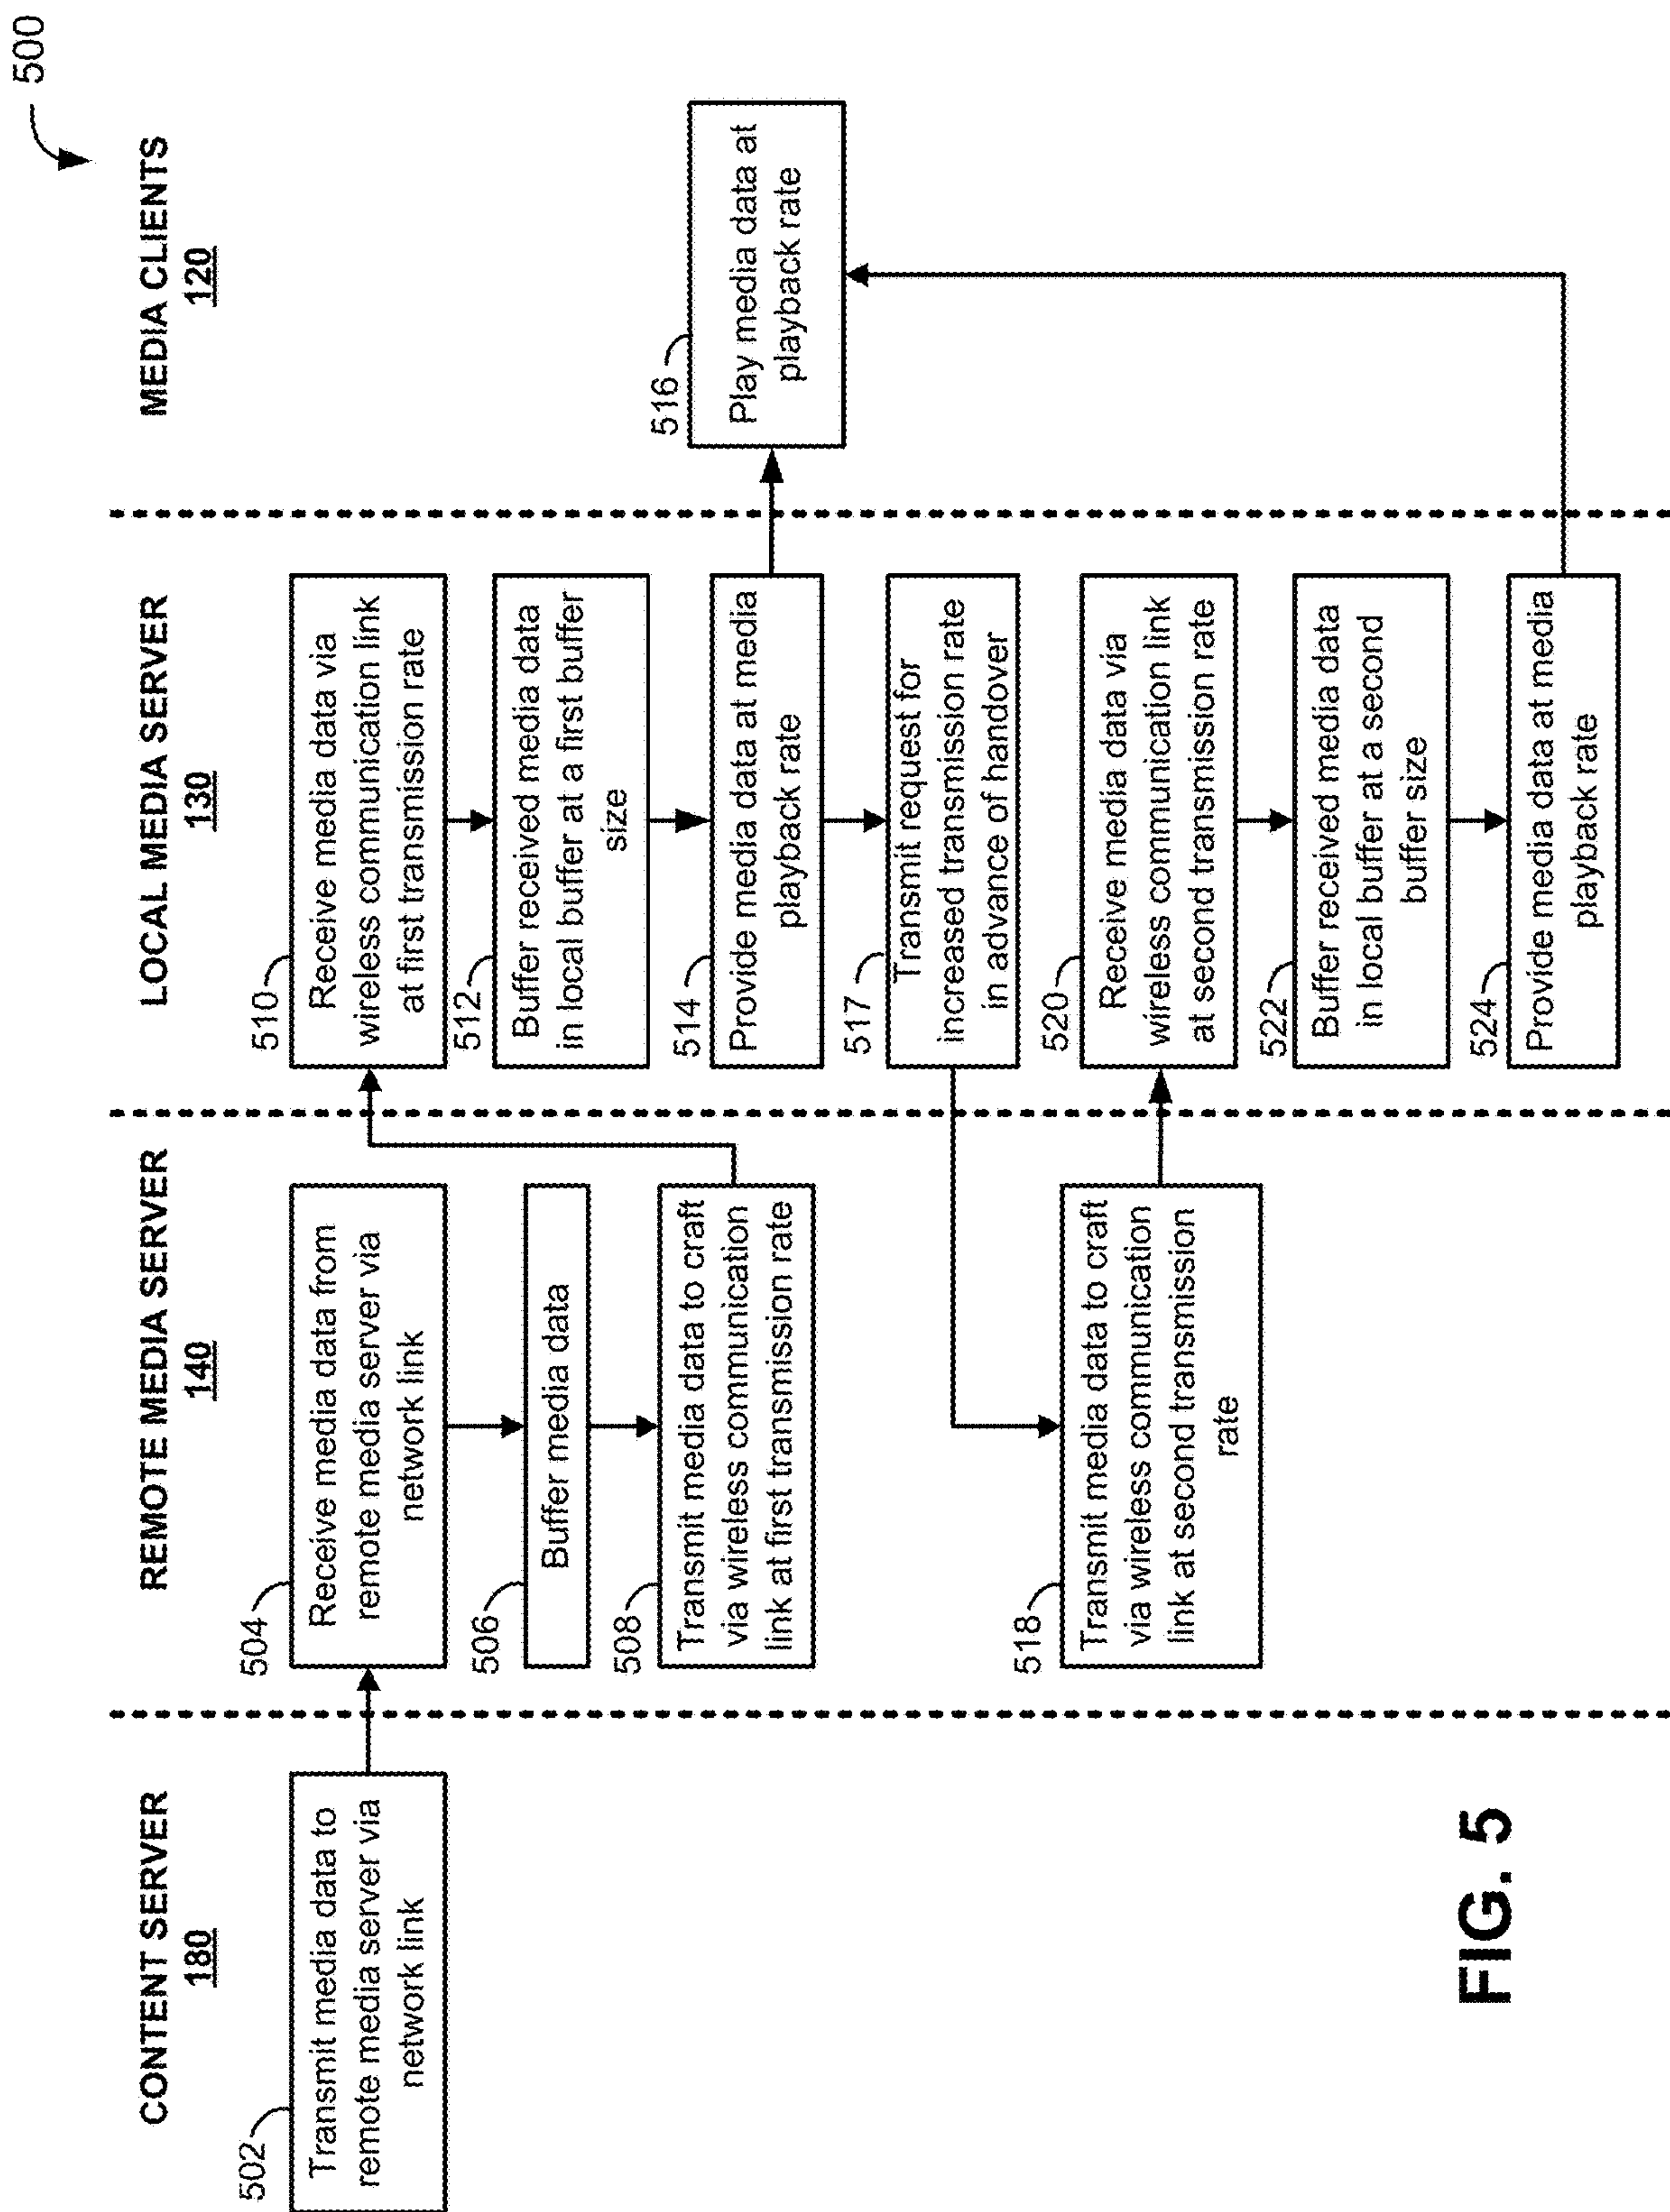 500
CONTENT SERVER
180
REMOTE MEDIA SERVER
140
LOCAL MEDIA SERVER
130
MEDIA CLIENTS
120
502
Transmit media data to
remote media server via
network link
504
Receive media data from
remote media server via
network link
506
Buffer media data
508
Transmit media data to craft
via wireless communication
link at first transmission rate
510
Receive media data via
wireless communication link
at first transmission rate
512
Buffer received media data
in local buffer at a first buffer
size
514
Provide media data at media
playback rate
516
Play media data at
playback rate
517
Transmit request for
increased transmission rate
in advance of handover
518
Transmit media data to craft
via wireless communication
link at second transmission
rate
520
Receive media data via
wireless communication link
at second transmission rate
522
Buffer received media data
in local buffer at a second
buffer size
524
Provide media data at media
playback rate
FIG. 5